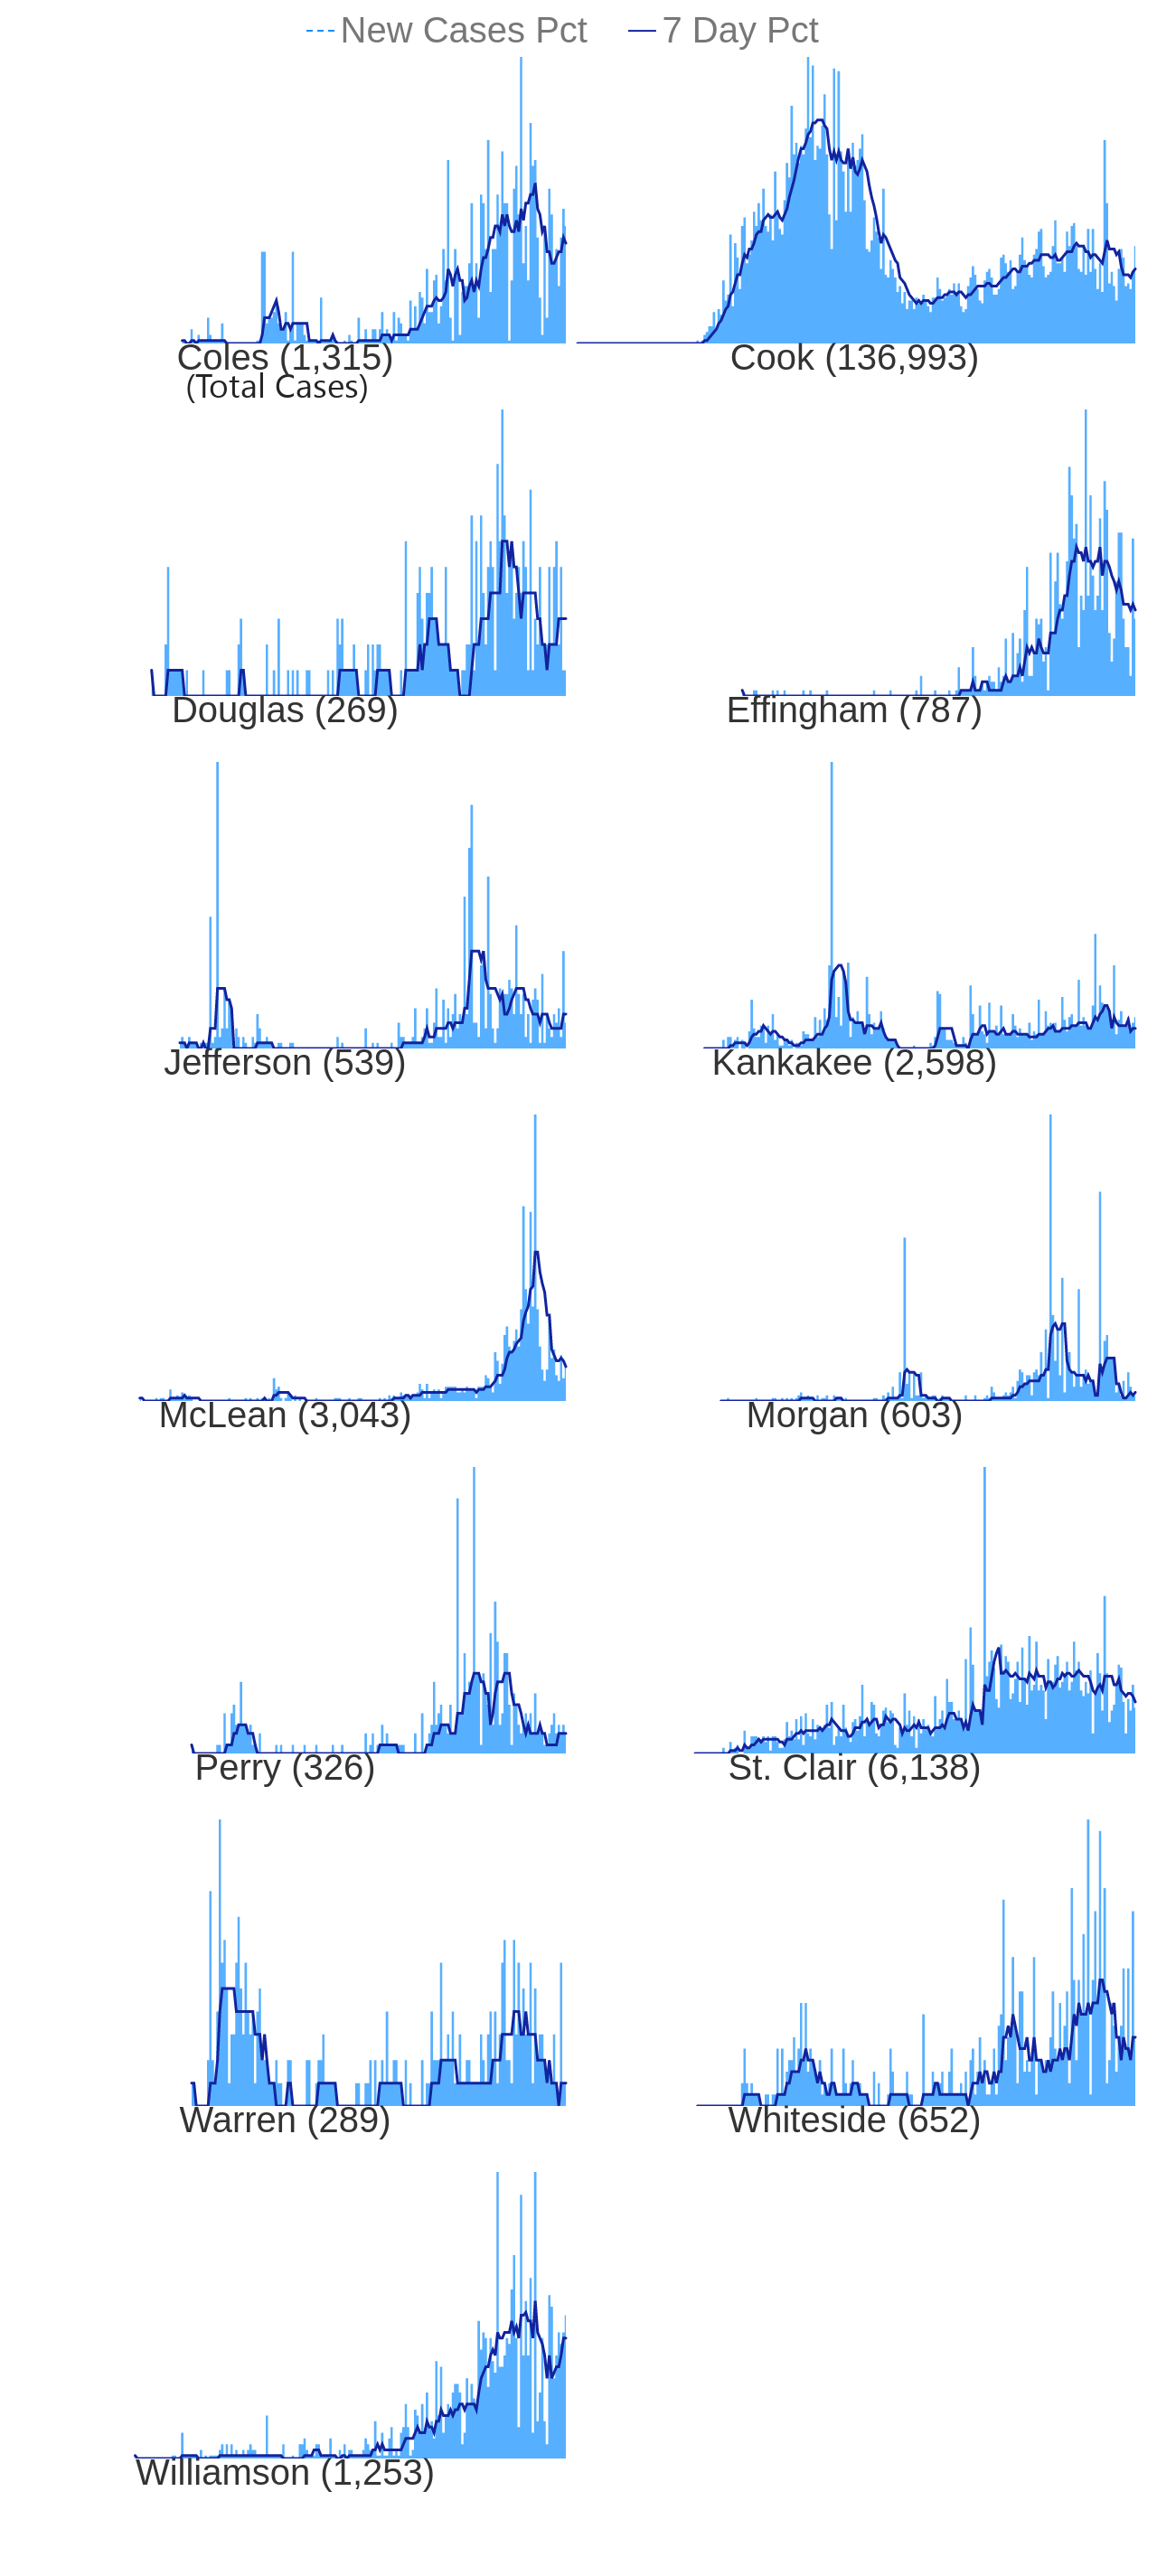 New Cases Pct 7 Day Pct
Coles (1,315) Cook (136,993)
(Total Cases)
Douglas (269) Effingham (787)
Jefferson (539) Kankakee (2,598)
McLean (3,043) Morgan (603)
Perry (326) St. Clair (6,138)
Warren (289) Whiteside (652)
Williamson (1,253)